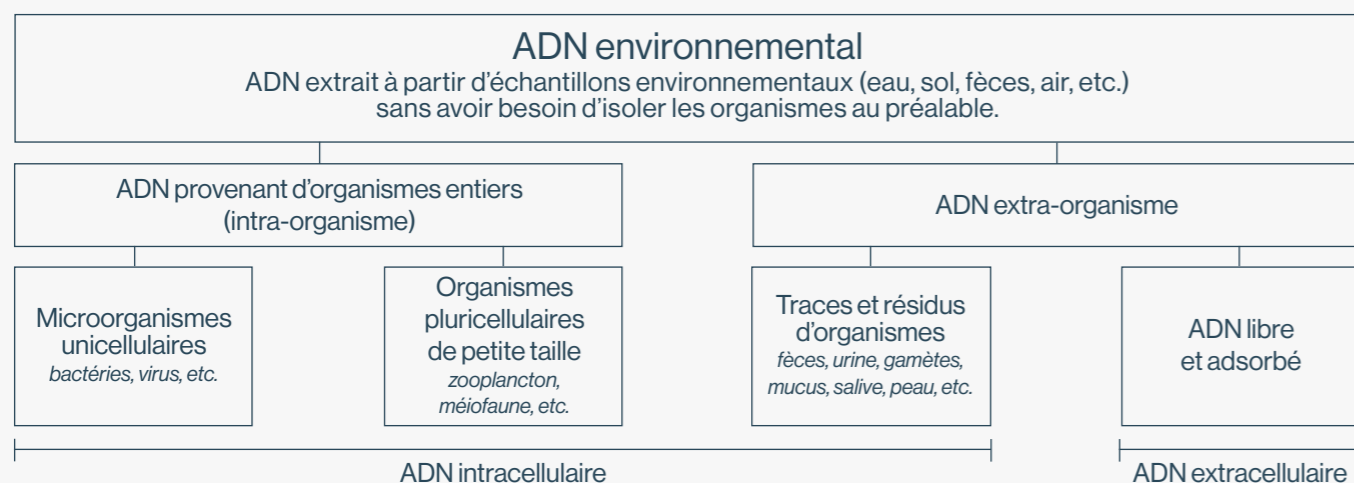 ADN environnemental
ADN extrait à partir d’échantillons environnementaux (eau, sol, fèces, air, etc.)
sans avoir besoin d’isoler les organismes au préalable.
ADN provenant d’organismes entiers
(intra-organisme)
ADN extra-organisme
Microorganismes
unicellulaires
bactéries, virus, etc.
Organismes
pluricellulaires
de petite taille
zooplancton,
méiofaune, etc.
Traces et résidus
d’organismes
fèces, urine, gamètes,
mucus, salive, peau, etc.
ADN libre
et adsorbé
ADN intracellulaire
ADN extracellulaire